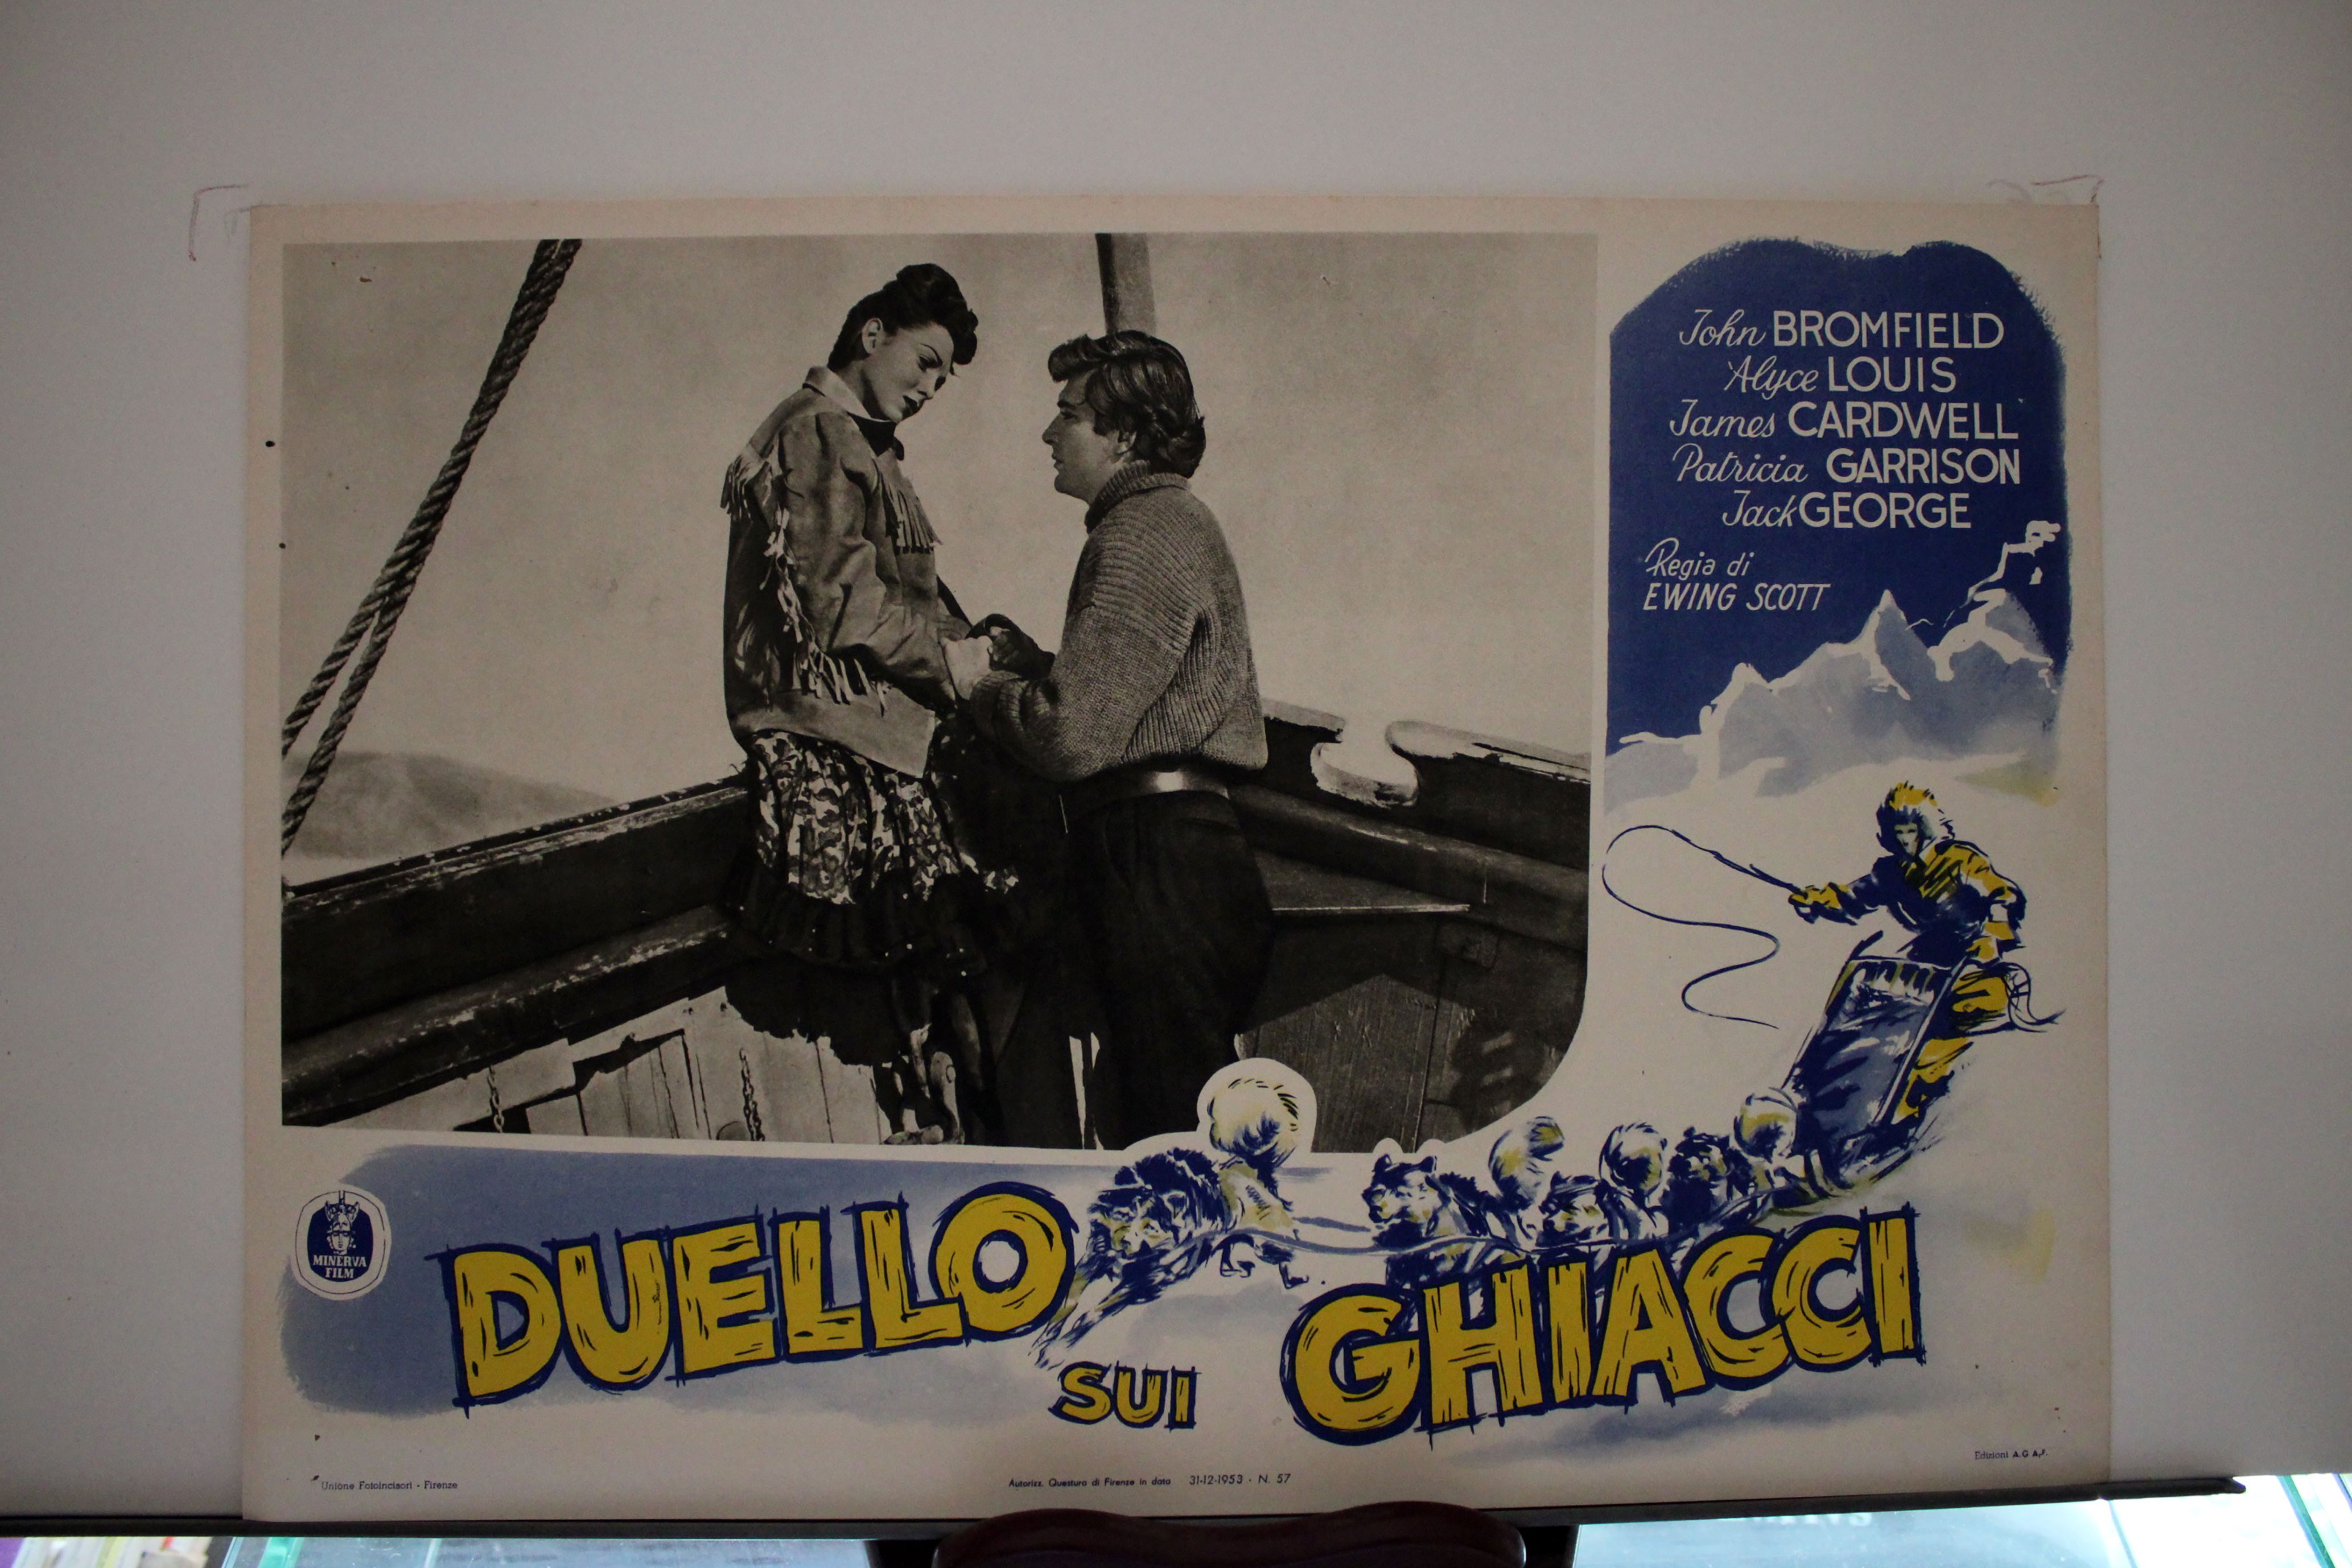 John BROMFIELD
Alyce LOUIS
James CARDWELL
Patricia GARRISON
Jack GEORGE
Regia di
EWING SCOTT
MINERVA
FILM
DUELLO
SUI
GHIACCI
Unione Fotoincisori - Firenze
Autorizz. Questura di Firenze in data 31-12-1953 - N. 57
Edizioni A.G.A.F.